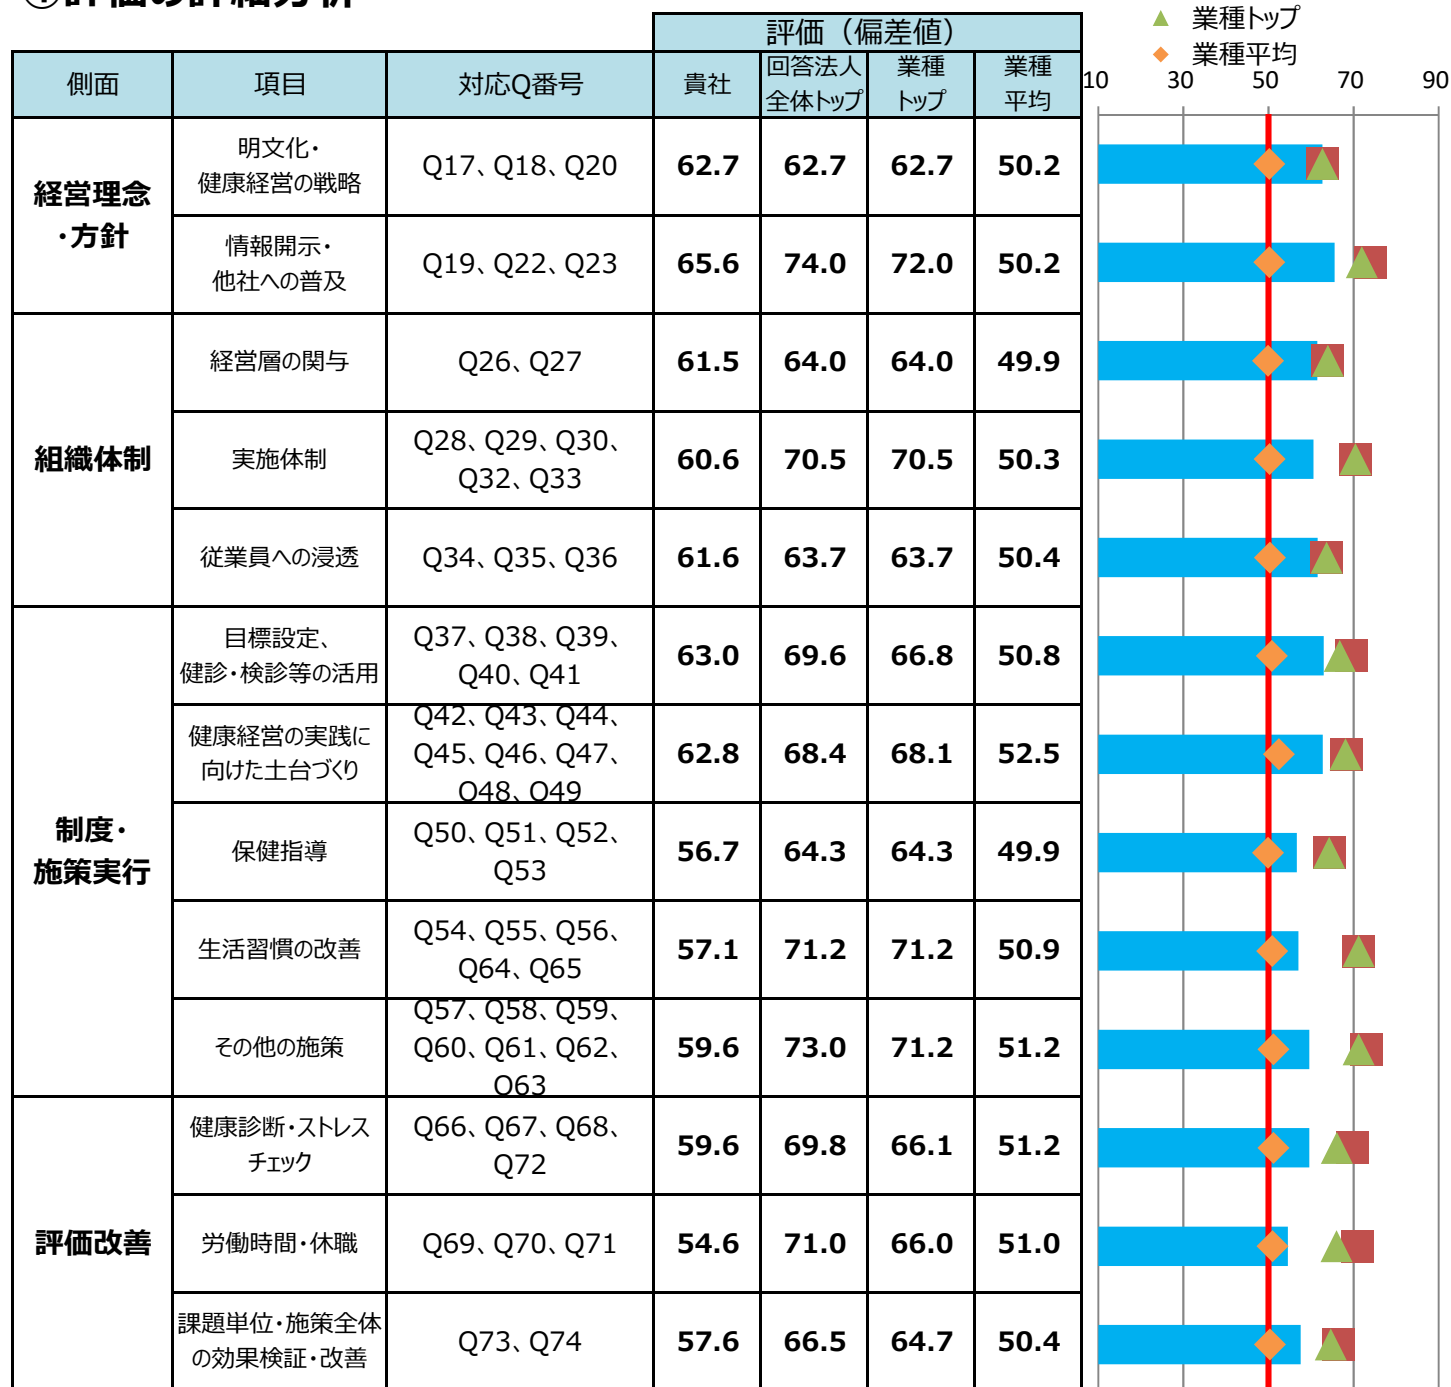 ①評価の詳細分析
▲ 業種トップ
◆ 業種平均
評価（偏差値）
側面 項目 対応Q番号 貴社 回答法人 業種 業種
全体トップ トップ 平均
10 30 50 70 90
経営理念
・方針
明文化・
健康経営の戦略
Q17、Q18、Q20 62.7 62.7 62.7 50.2
情報開示・
他社への普及
Q19、Q22、Q23 65.6 74.0 72.0 50.2
組織体制
経営層の関与 Q26、Q27 61.5 64.0 64.0 49.9
実施体制
Q28、Q29、Q30、
Q32、Q33
60.6 70.5 70.5 50.3
従業員への浸透 Q34、Q35、Q36 61.6 63.7 63.7 50.4
制度・
施策実行
目標設定、
健診・検診等の活用
Q37、Q38、Q39、
Q40、Q41
63.0 69.6 66.8 50.8
健康経営の実践に
向けた土台づくり
Q42、Q43、Q44、
Q45、Q46、Q47、
Q48、Q49
62.8 68.4 68.1 52.5
保健指導
Q50、Q51、Q52、
Q53
56.7 64.3 64.3 49.9
生活習慣の改善
Q54、Q55、Q56、
Q64、Q65
57.1 71.2 71.2 50.9
その他の施策
Q57、Q58、Q59、
Q60、Q61、Q62、
Q63
59.6 73.0 71.2 51.2
評価改善
健康診断・ストレス
チェック
Q66、Q67、Q68、
Q72
59.6 69.8 66.1 51.2
労働時間・休職 Q69、Q70、Q71 54.6 71.0 66.0 51.0
課題単位・施策全体
の効果検証・改善
Q73、Q74 57.6 66.5 64.7 50.4